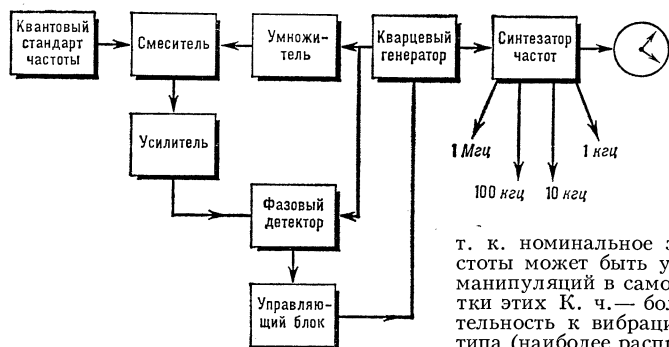 Квантовый
стандарт
частоты
Смеситель
Умножи-
тель
Кварцевый
генератор
Синтезатор
частот
Усилитель
1 Мгц
100 кгц
10 кгц
1 кгц
Фазовый
детектор
Управляю-
щий блок
т. к. номинальное з
стоты может быть у
манипуляций в само
тки этих К. ч.— бол
тельность к вибраци
типа (наиболее распр